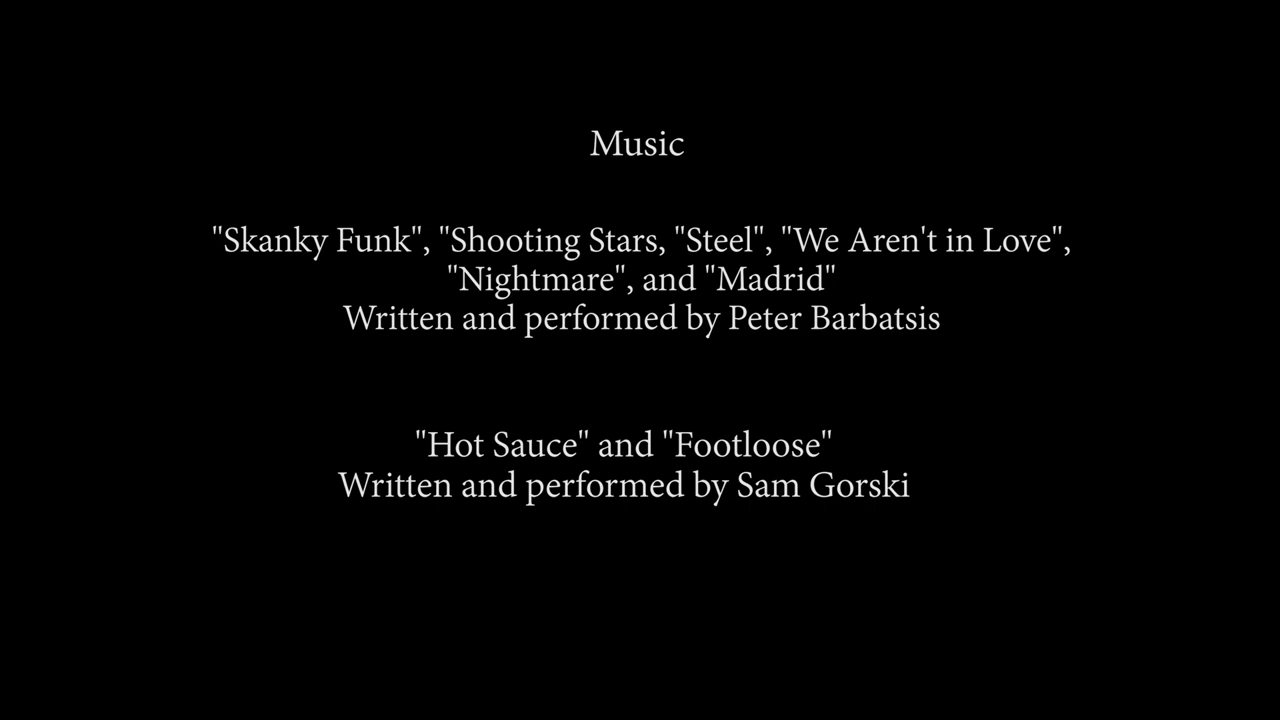 Music
"Skanky Funk", "Shooting Stars, "Steel", "We Aren't in Love",
"Nightmare", and "Madrid"
Written and performed by Peter Barbatsis
"Hot Sauce" and "Footloose"
Written and performed by Sam Gorski